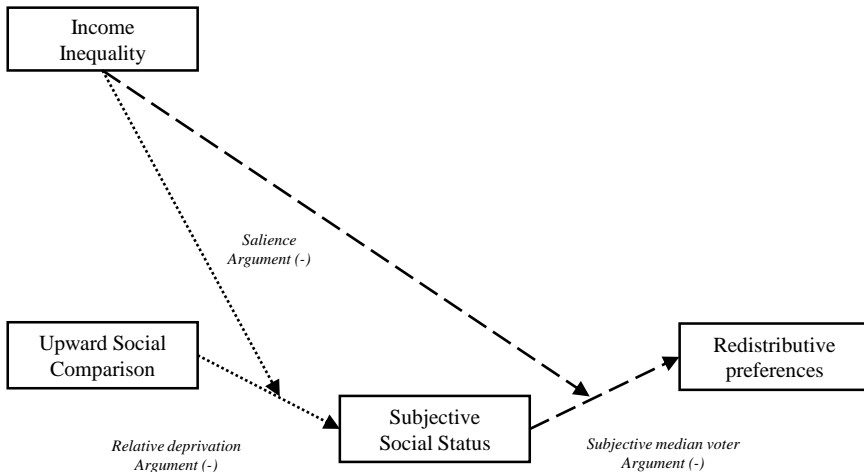 Income
Inequality
Salience
Argument (-)
Upward Social
Comparison
Redistributive
preferences
Subjective
Social Status
Relative deprivation
Argument (-)
Subjective median voter
Argument (-)